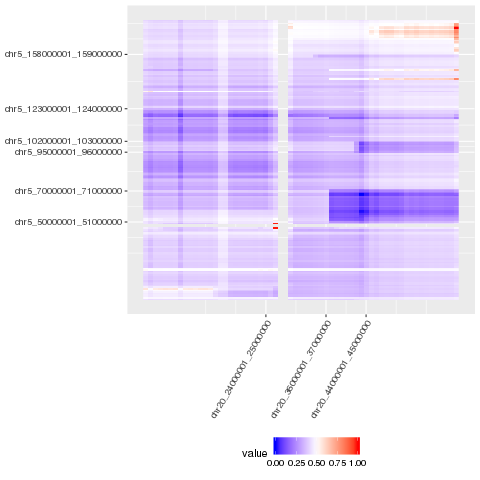 chr5_158000001_159000000
chr5_123000001_124000000
chr5_102000001_103000000
chr5_95000001_96000000
chr5_70000001_71000000
chr5_50000001_51000000
chr20_24000001_25000000
chr20_36000001_37000000
chr20_44000001_45000000
value
0.00 0.25 0.50 0.75 1.00